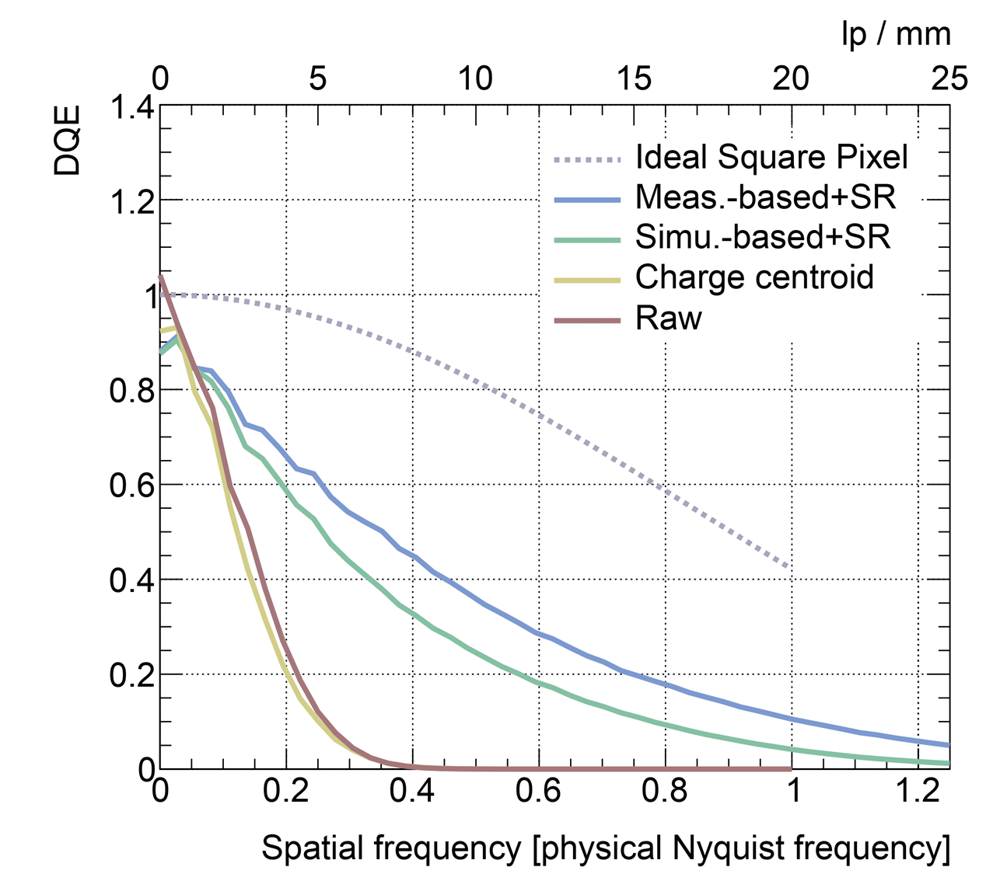 lp / mm
0 5 10 15 20 25
DQE
1.4
1.2
1
0.8
0.6
0.4
0.2
0
Ideal Square Pixel
Meas.-based+SR
Simu.-based+SR
Charge centroid
Raw
0 0.2 0.4 0.6 0.8 1 1.2
Spatial frequency [physical Nyquist frequency]